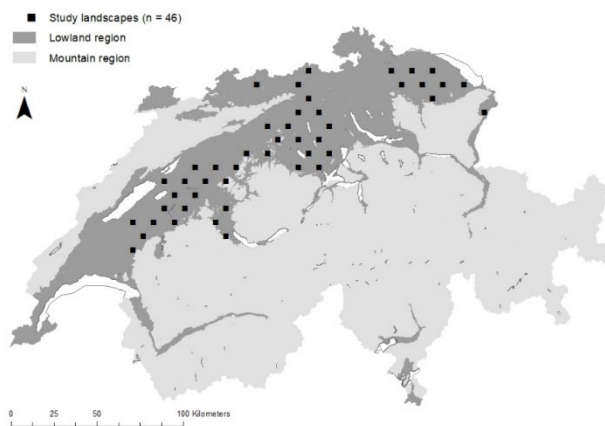 Study landscapes (n = 46)
Lowland region
Mountain region
N
0 25 50 100 Kilometers